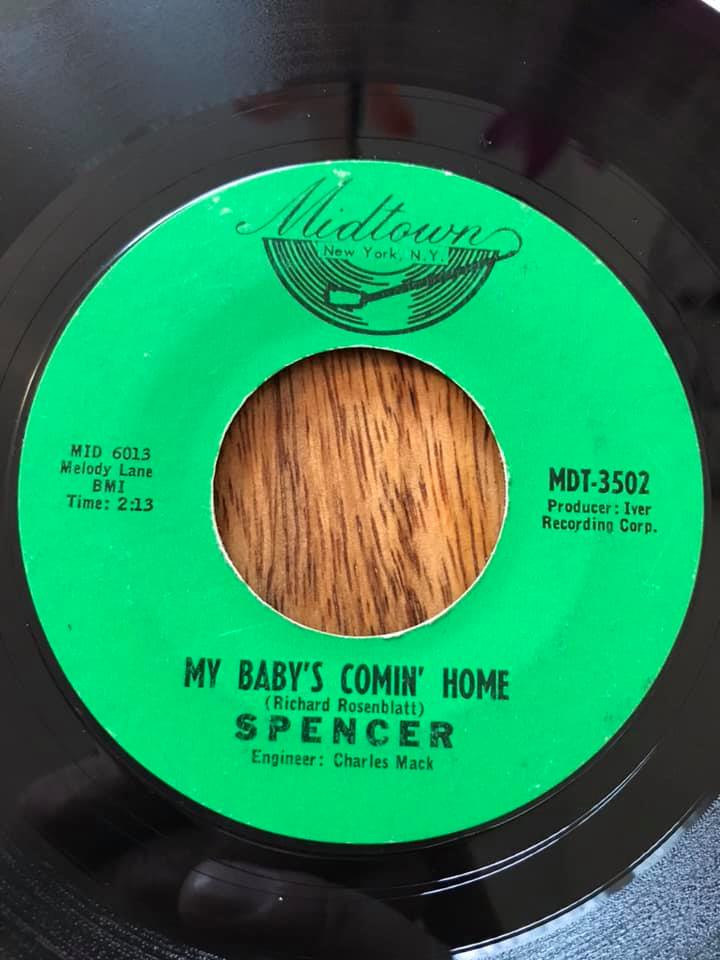 Midtown
New York, N.Y.
MID 6013
Melody Lane
BMI
Time: 2:13
MDT-3502
Producer: Iver
Recording Corp.
MY BABY'S COMIN' HOME
(Richard Rosenblatt)
SPENCER
Engineer: Charles Mack